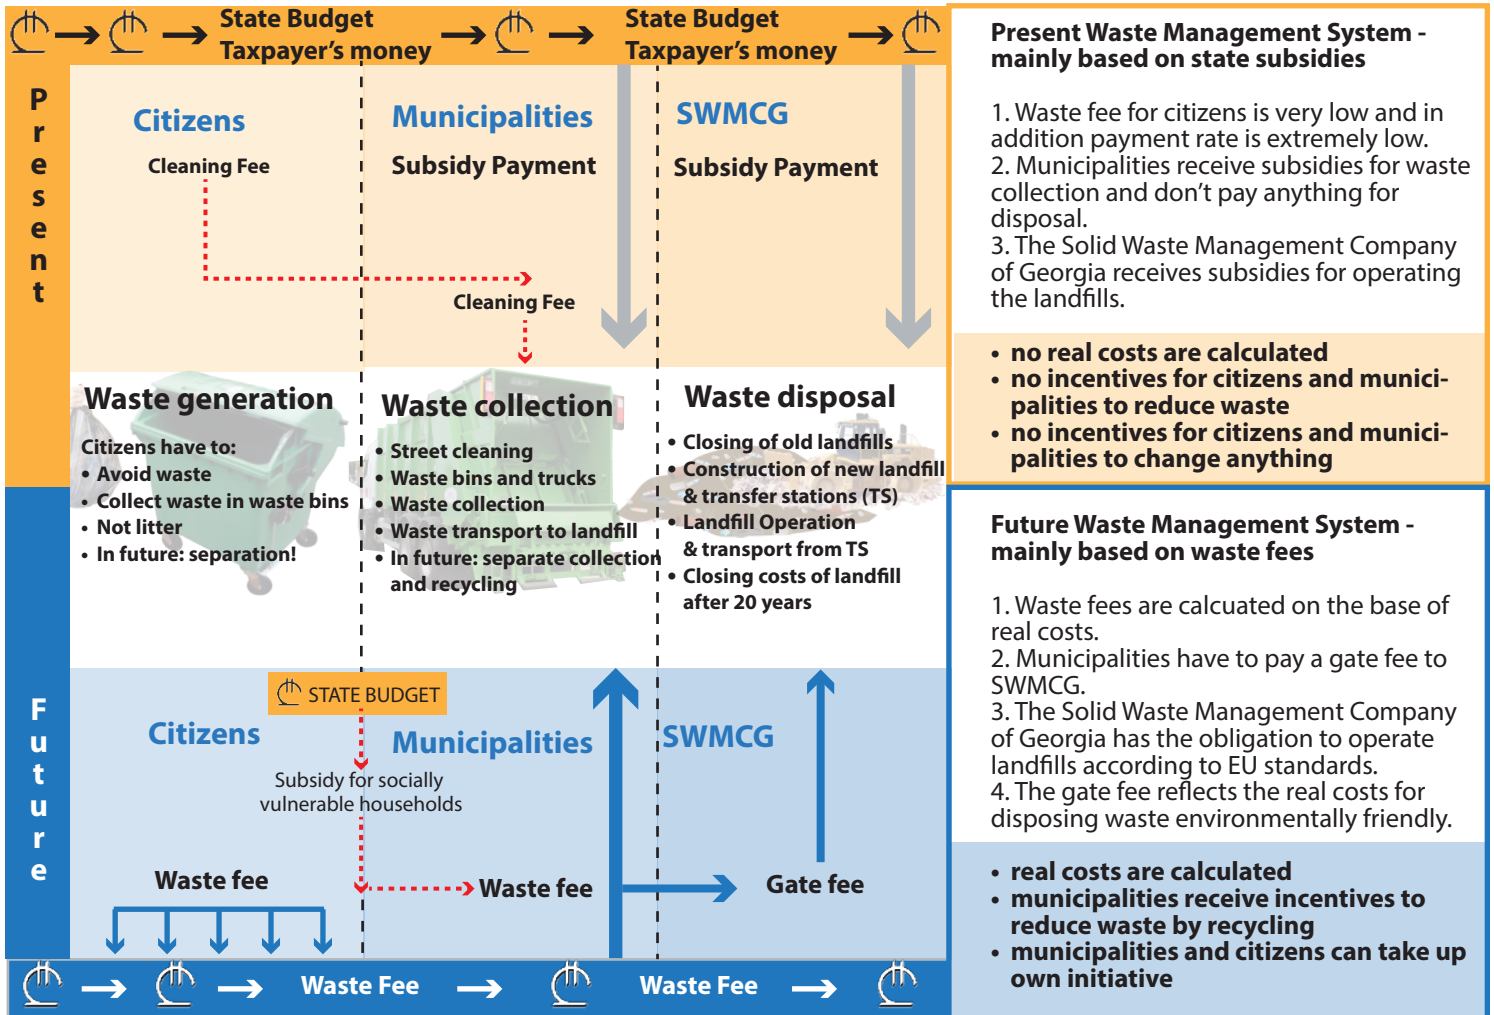 State Budget
Taxpayer's money
State Budget
Taxpayer's money
Present
Citizens
Cleaning Fee
Municipalities
Subsidy Payment
SWMCG
Subsidy Payment
Cleaning Fee
Waste generation
Citizens have to:
• Avoid waste
• Collect waste in waste bins
• Not litter
• In future: separation!
Waste collection
• Street cleaning
• Waste bins and trucks
• Waste collection
• Waste transport to landfill
• In future: separate collection
and recycling
Waste disposal
• Closing of old landfills
• Construction of new landfill
& transfer stations (TS)
• Landfill Operation
& transport from TS
• Closing costs of landfill
after 20 years
Future
STATE BUDGET
Citizens
Municipalities
SWMCG
Subsidy for socially
vulnerable households
Waste fee
Waste fee
Gate fee
Waste Fee
Waste Fee
Present Waste Management System -
mainly based on state subsidies
1. Waste fee for citizens is very low and in
addition payment rate is extremely low.
2. Municipalities receive subsidies for waste
collection and don't pay anything for
disposal.
3. The Solid Waste Management Company
of Georgia receives subsidies for operating
the landfills.
• no real costs are calculated
• no incentives for citizens and munici-
palities to reduce waste
• no incentives for citizens and munici-
palities to change anything
Future Waste Management System -
mainly based on waste fees
1. Waste fees are calcuated on the base of
real costs.
2. Municipalities have to pay a gate fee to
SWMCG.
3. The Solid Waste Management Company
of Georgia has the obligation to operate
landfills according to EU standards.
4. The gate fee reflects the real costs for
disposing waste environmentally friendly.
• real costs are calculated
• municipalities receive incentives to
reduce waste by recycling
• municipalities and citizens can take up
own initiative